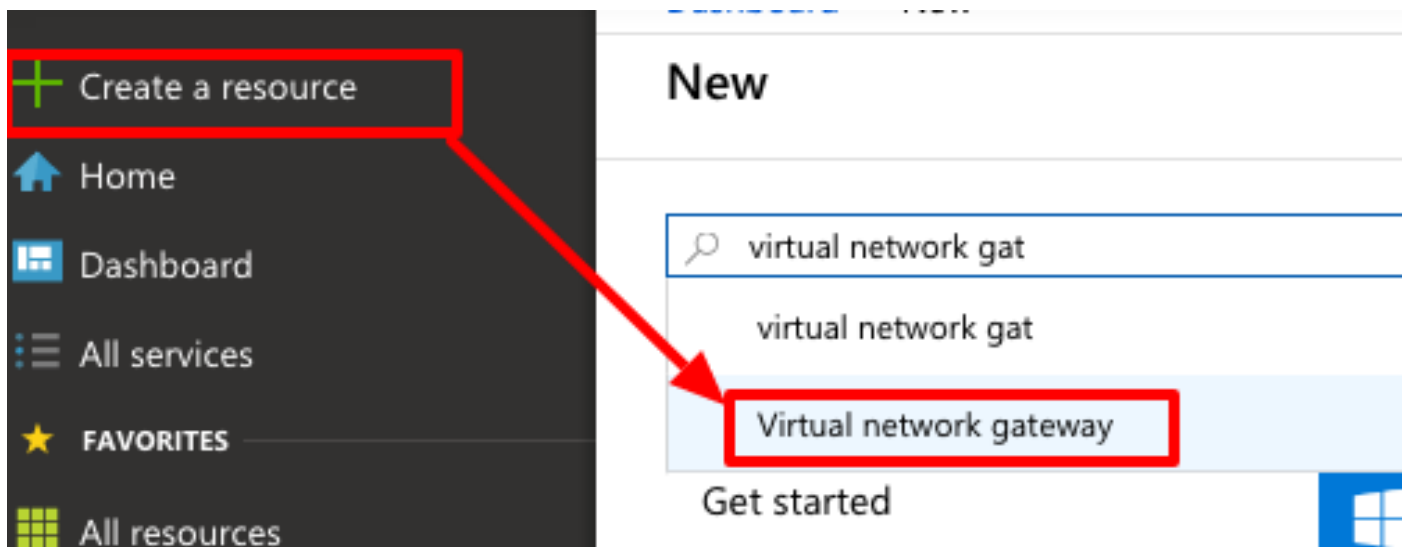 Create a resource
Home
Dashboard
All services
FAVORITES
All resources
New
virtual network gat
virtual network gat
Virtual network gateway
Get started